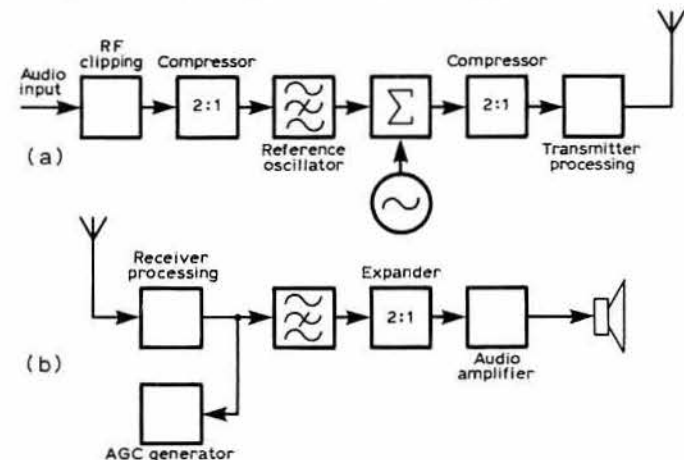 RF
clipping
Compressor
Compressor
Audio
input
2:1
Σ
2:1
Reference
oscillator
Transmitter
processing
(a)
Receiver
processing
Expander
2:1
Audio
amplifier
(b)
AGC generator